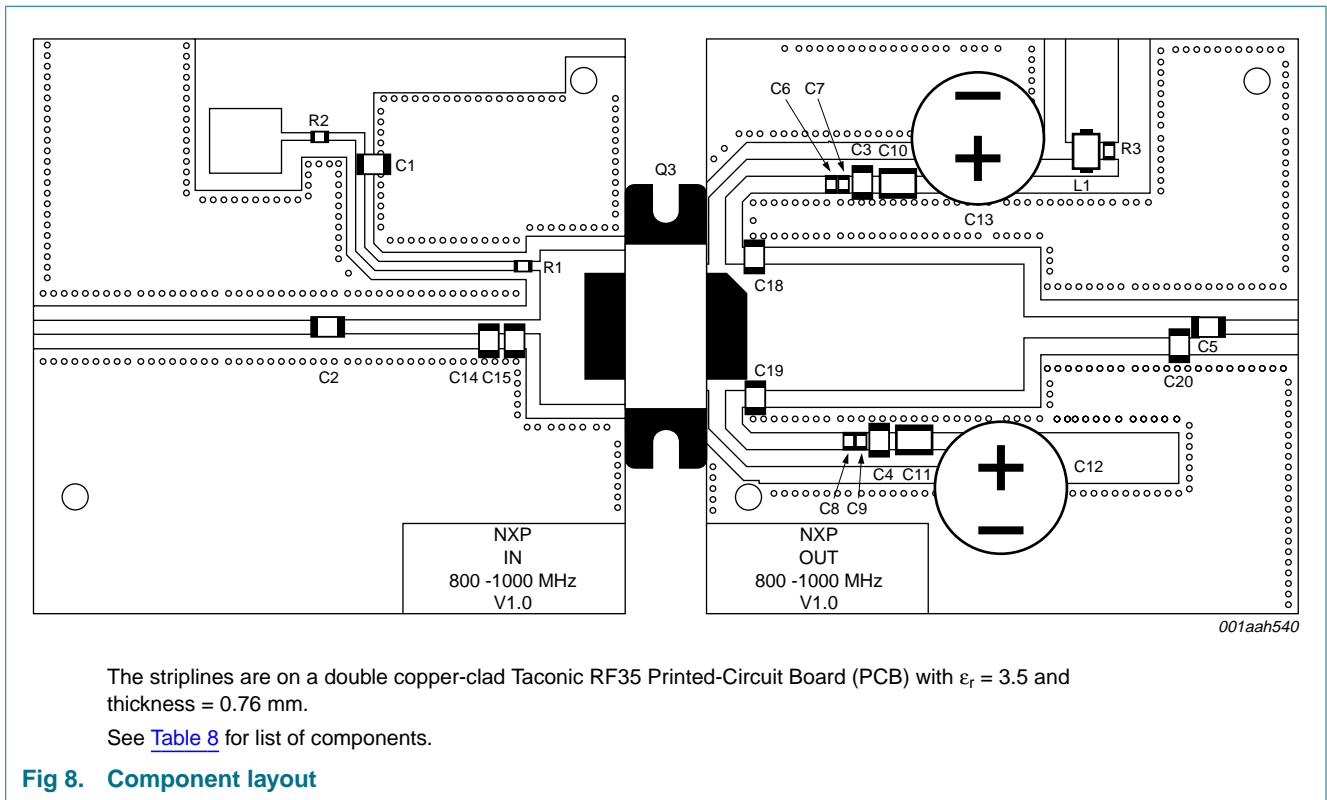 C6 C7
R2
C1
Q3
C3 C10
R3
L1
C13
R1
C18
C2
C14 C15
C19
C5
C20
C4 C11
C12
C8 C9
NXP
IN
800 -1000 MHz
V1.0
NXP
OUT
800 -1000 MHz
V1.0
001aah540
The striplines are on a double copper-clad Taconic RF35 Printed-Circuit Board (PCB) with εr = 3.5 and
thickness = 0.76 mm.
See Table 8 for list of components.
Fig 8. Component layout